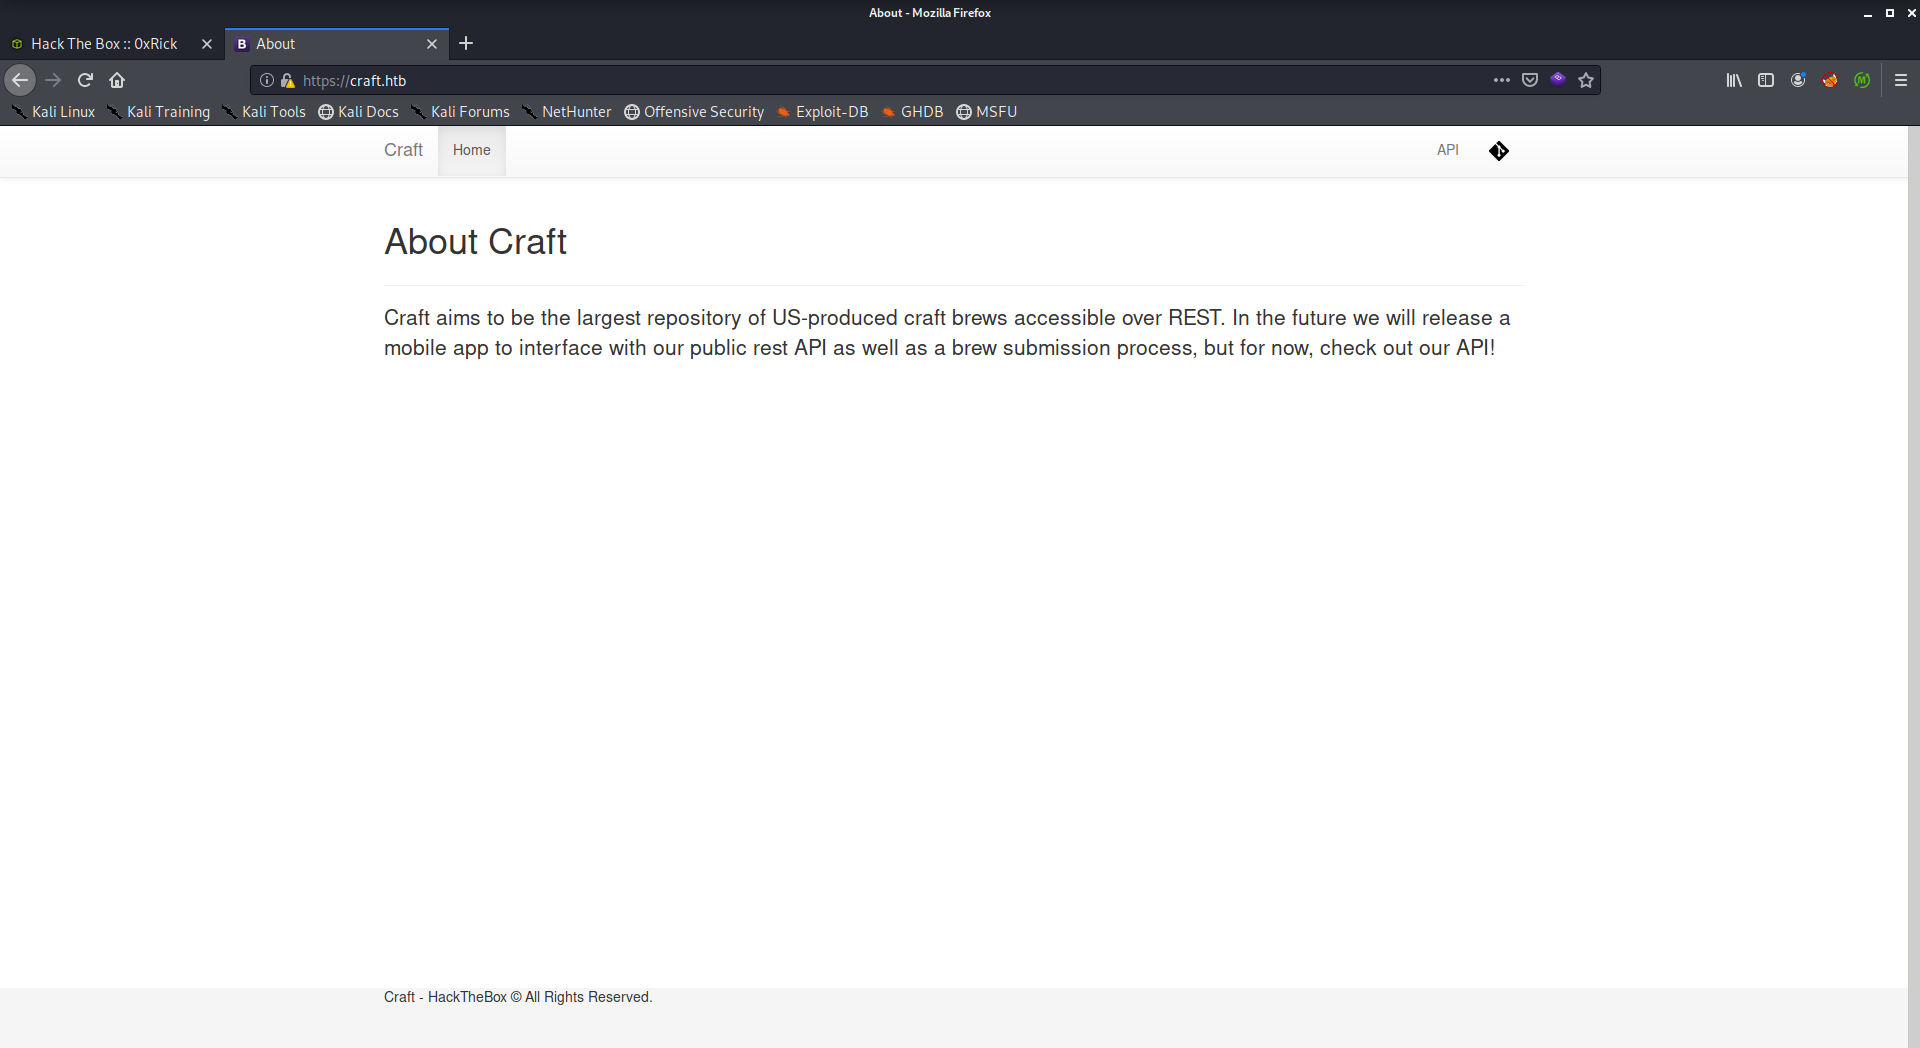 About - Mozilla Firefox
Hack The Box :: 0xRick
B About
https://craft.htb
Kali Linux Kali Training Kali Tools Kali Docs Kali Forums NetHunter Offensive Security Exploit-DB GHDB MSFU
Craft Home API
About Craft
Craft aims to be the largest repository of US-produced craft brews accessible over REST. In the future we will release a
mobile app to interface with our public rest API as well as a brew submission process, but for now, check out our API!
Craft - HackTheBox © All Rights Reserved.